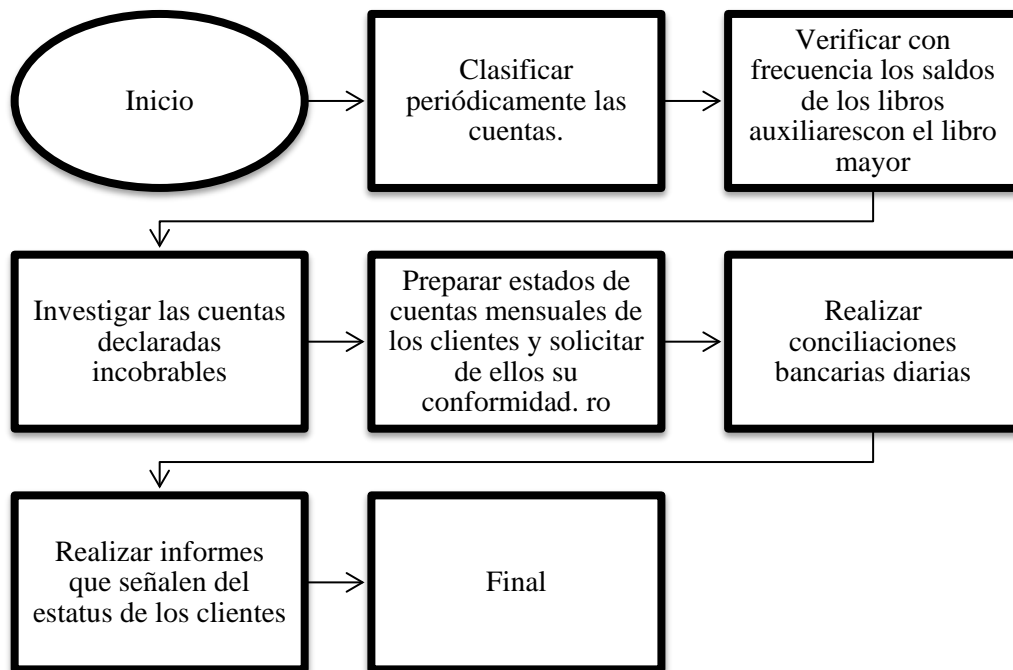 Inicio
Clasificar
periódicamente las
cuentas.
Verificar con
frecuencia los saldos
de los libros
auxiliarescon el libro
mayor
Investigar las cuentas
declaradas
incobrables
Preparar estados de
cuentas mensuales de
los clientes y solicitar
de ellos su
conformidad. ro
Realizar
conciliaciones
bancarias diarias
Realizar informes
que señalen del
estatus de los clientes
Final